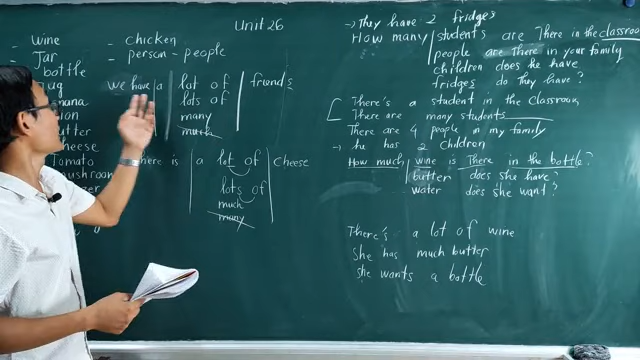 Unit 26
- wine
- Jar
bottle
- chicken
- person - people
we have | a | lot of | friends
lots of
many
much
there is | a lot of | cheese
lots of
much
many
Tomato
- They have 2 fridges
How many | students are There in the classroom
people are there in your family
children does she have
fridges do they have?
There's a student in the classroom
There are many students
There are 4 people in my family
- he has 2 children
How much | wine is There in the bottle?
butter does she have?
water does she want?
There's a lot of wine
She has much butter
she wants a bottle